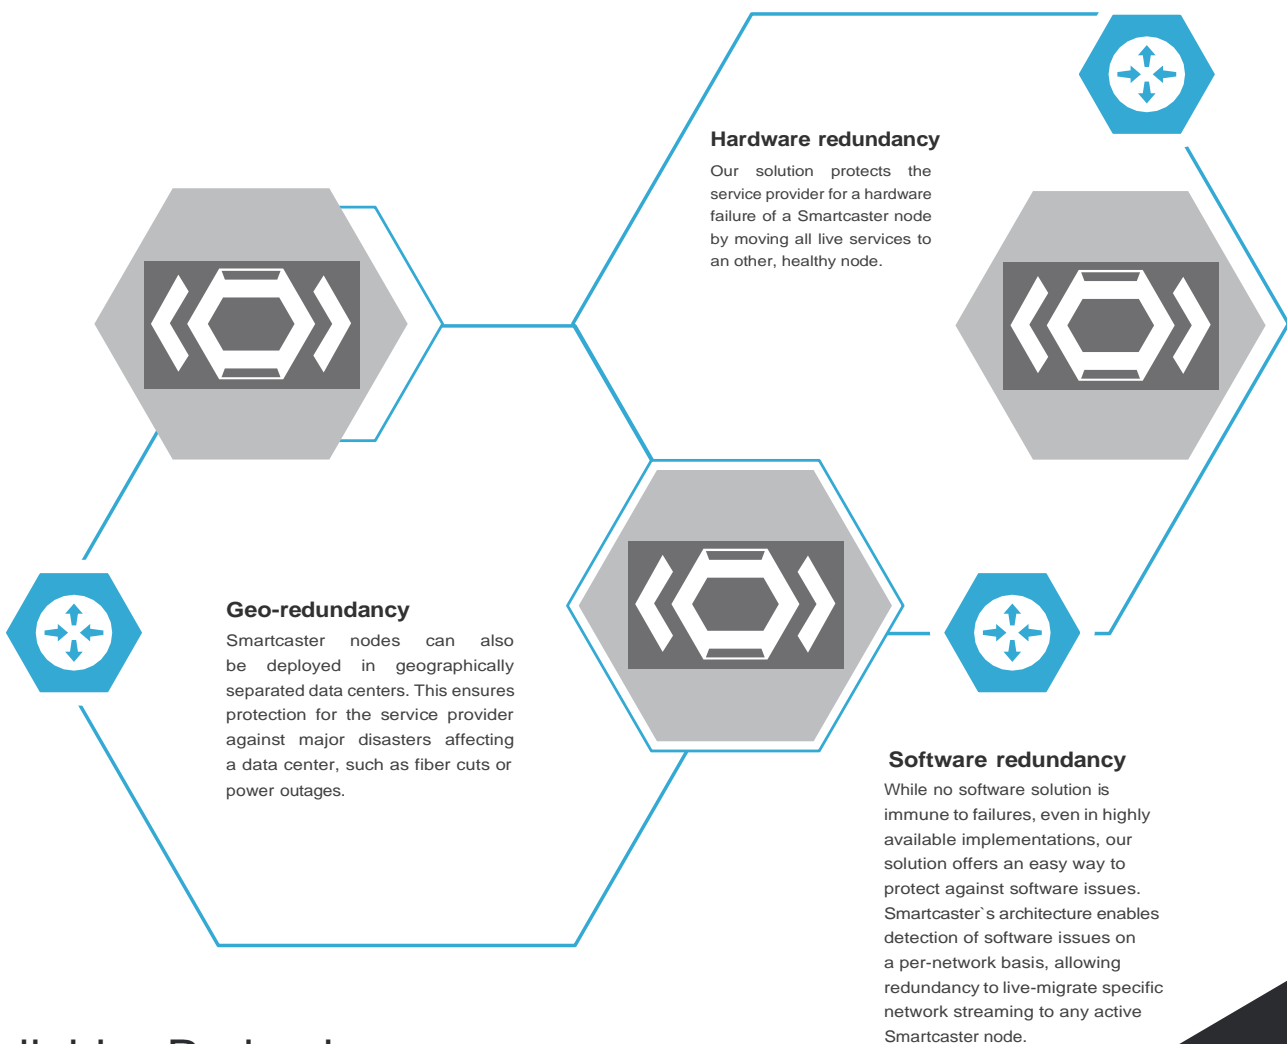 Hardware redundancy
Our solution protects the
service provider for a hardware
failure of a Smartcaster node
by moving all live services to
an other, healthy node.
Geo-redundancy
Smartcaster nodes can also
be deployed in geographically
separated data centers. This ensures
protection for the service provider
against major disasters affecting
a data center, such as fiber cuts or
power outages.
Software redundancy
While no software solution is
immune to failures, even in highly
available implementations, our
solution offers an easy way to
protect against software issues.
Smartcaster`s architecture enables
detection of software issues on
a per-network basis, allowing
redundancy to live-migrate specific
network streaming to any active
Smartcaster node.